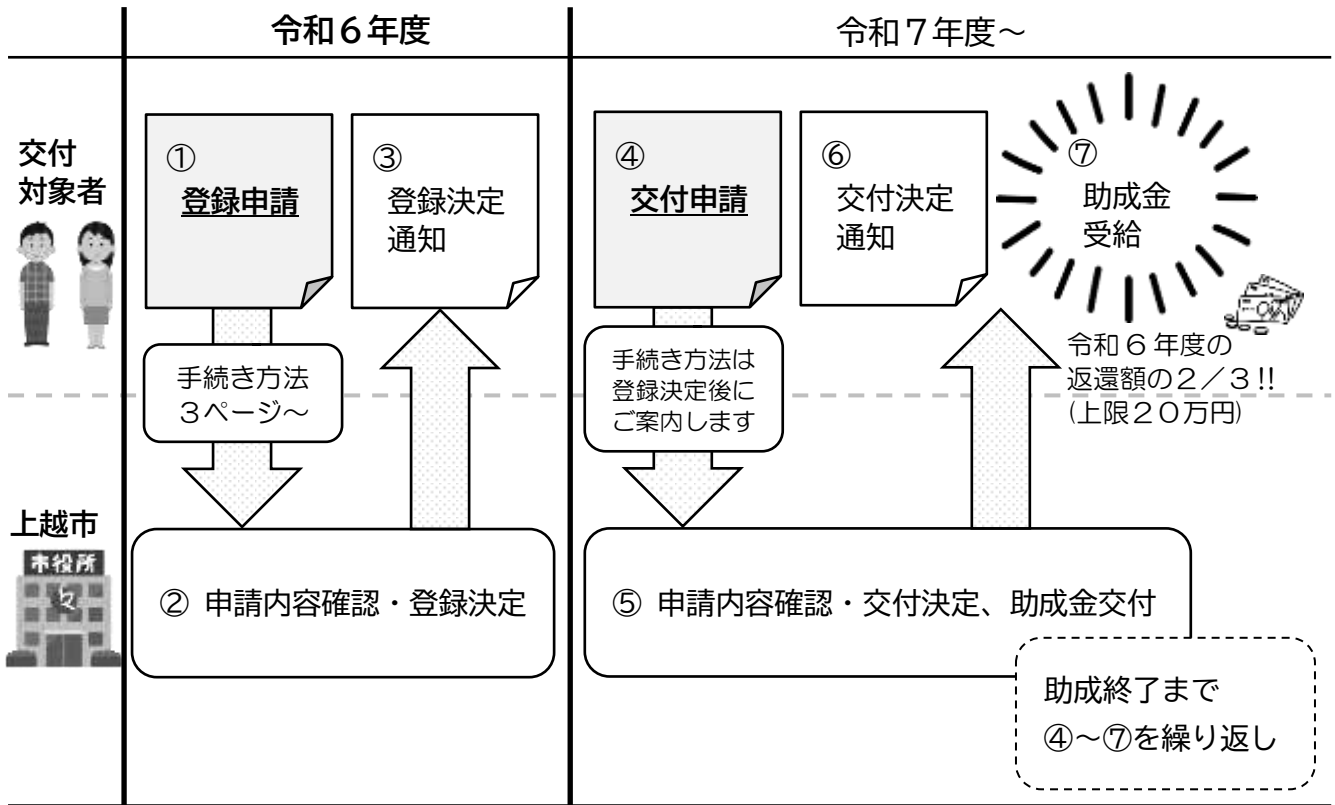 令和６年度
令和７年度～
交付
対象者
①
登録申請
③
登録決定
通知
④
交付申請
⑥
交付決定
通知
⑦
助成金
受給
手続き方法
３ページ～
手続き方法は
登録決定後に
ご案内します
令和６年度の
返還額の２／３!!
(上限２０万円)
上越市
市役所
② 申請内容確認・登録決定
⑤ 申請内容確認・交付決定、助成金交付
助成終了まで
④～⑦を繰り返し